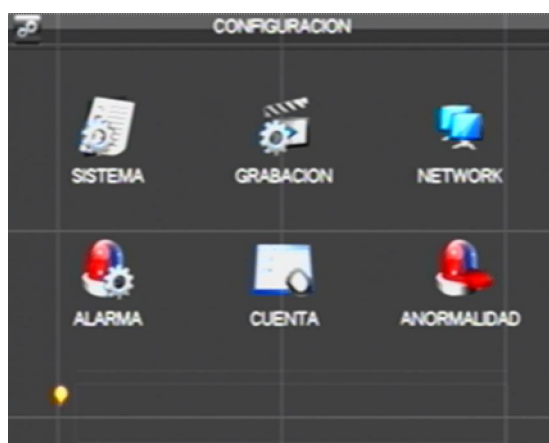 CONFIGURACION
SISTEMA
GRABACION
NETWORK
ALARMA
CUENTA
ANORMALIDAD